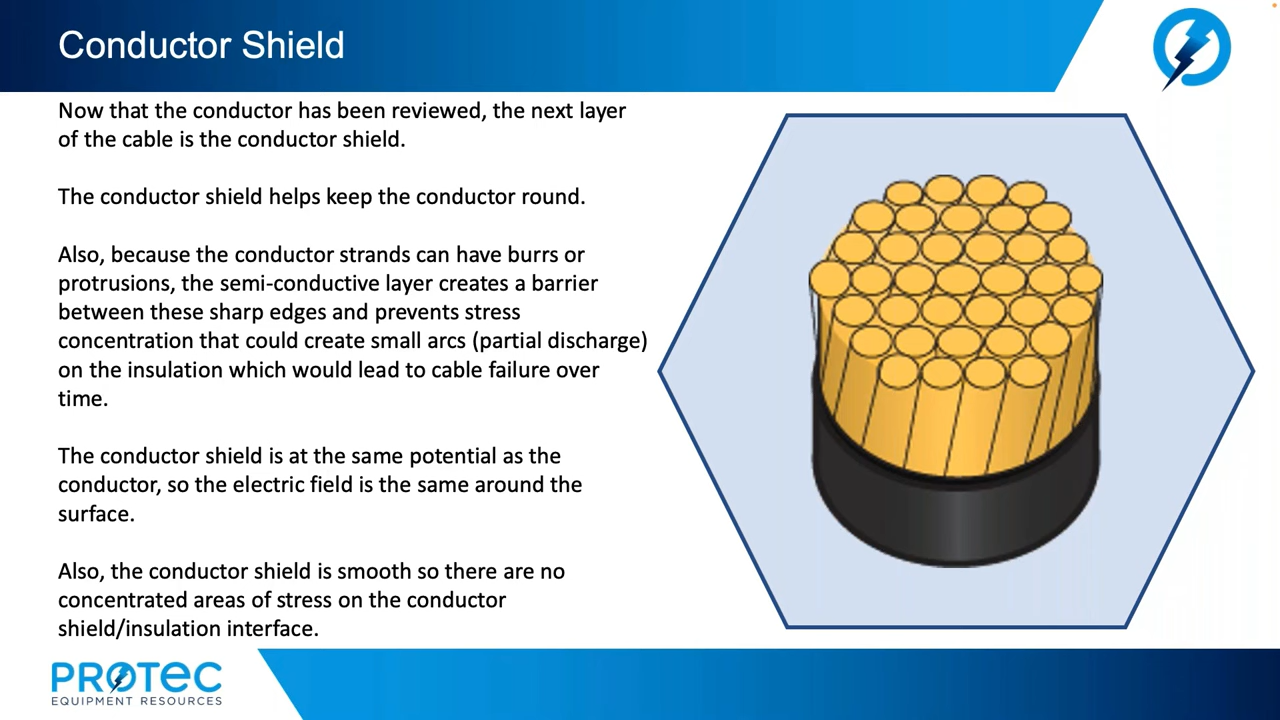 Conductor Shield
Now that the conductor has been reviewed, the next layer
of the cable is the conductor shield.
The conductor shield helps keep the conductor round.
Also, because the conductor strands can have burrs or
protrusions, the semi-conductive layer creates a barrier
between these sharp edges and prevents stress
concentration that could create small arcs (partial discharge)
on the insulation which would lead to cable failure over
time.
The conductor shield is at the same potential as the
conductor, so the electric field is the same around the
surface.
Also, the conductor shield is smooth so there are no
concentrated areas of stress on the conductor
shield/insulation interface.
PROTEC
EQUIPMENT RESOURCES